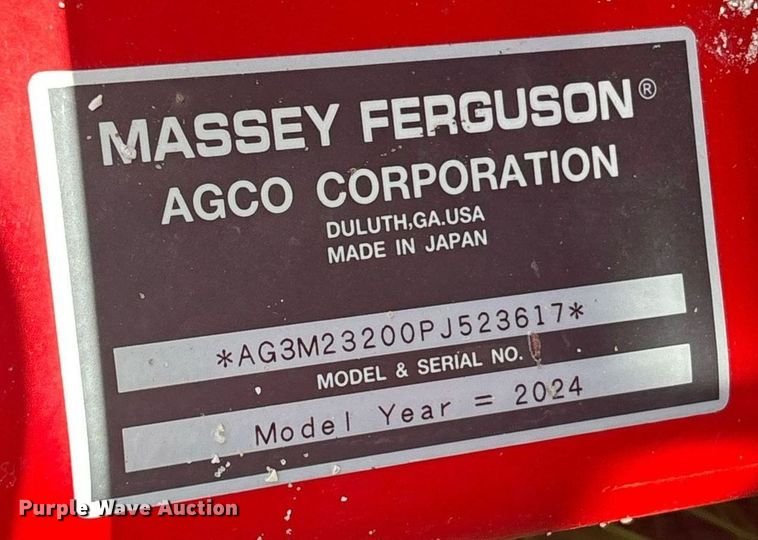 MASSEY FERGUSON®
AGCO CORPORATION
DULUTH,GA.USA
MADE IN JAPAN
*AG3M23200PJ523617*
MODEL & SERIAL NO.
Model Year = 2024
Purple Wave Auction